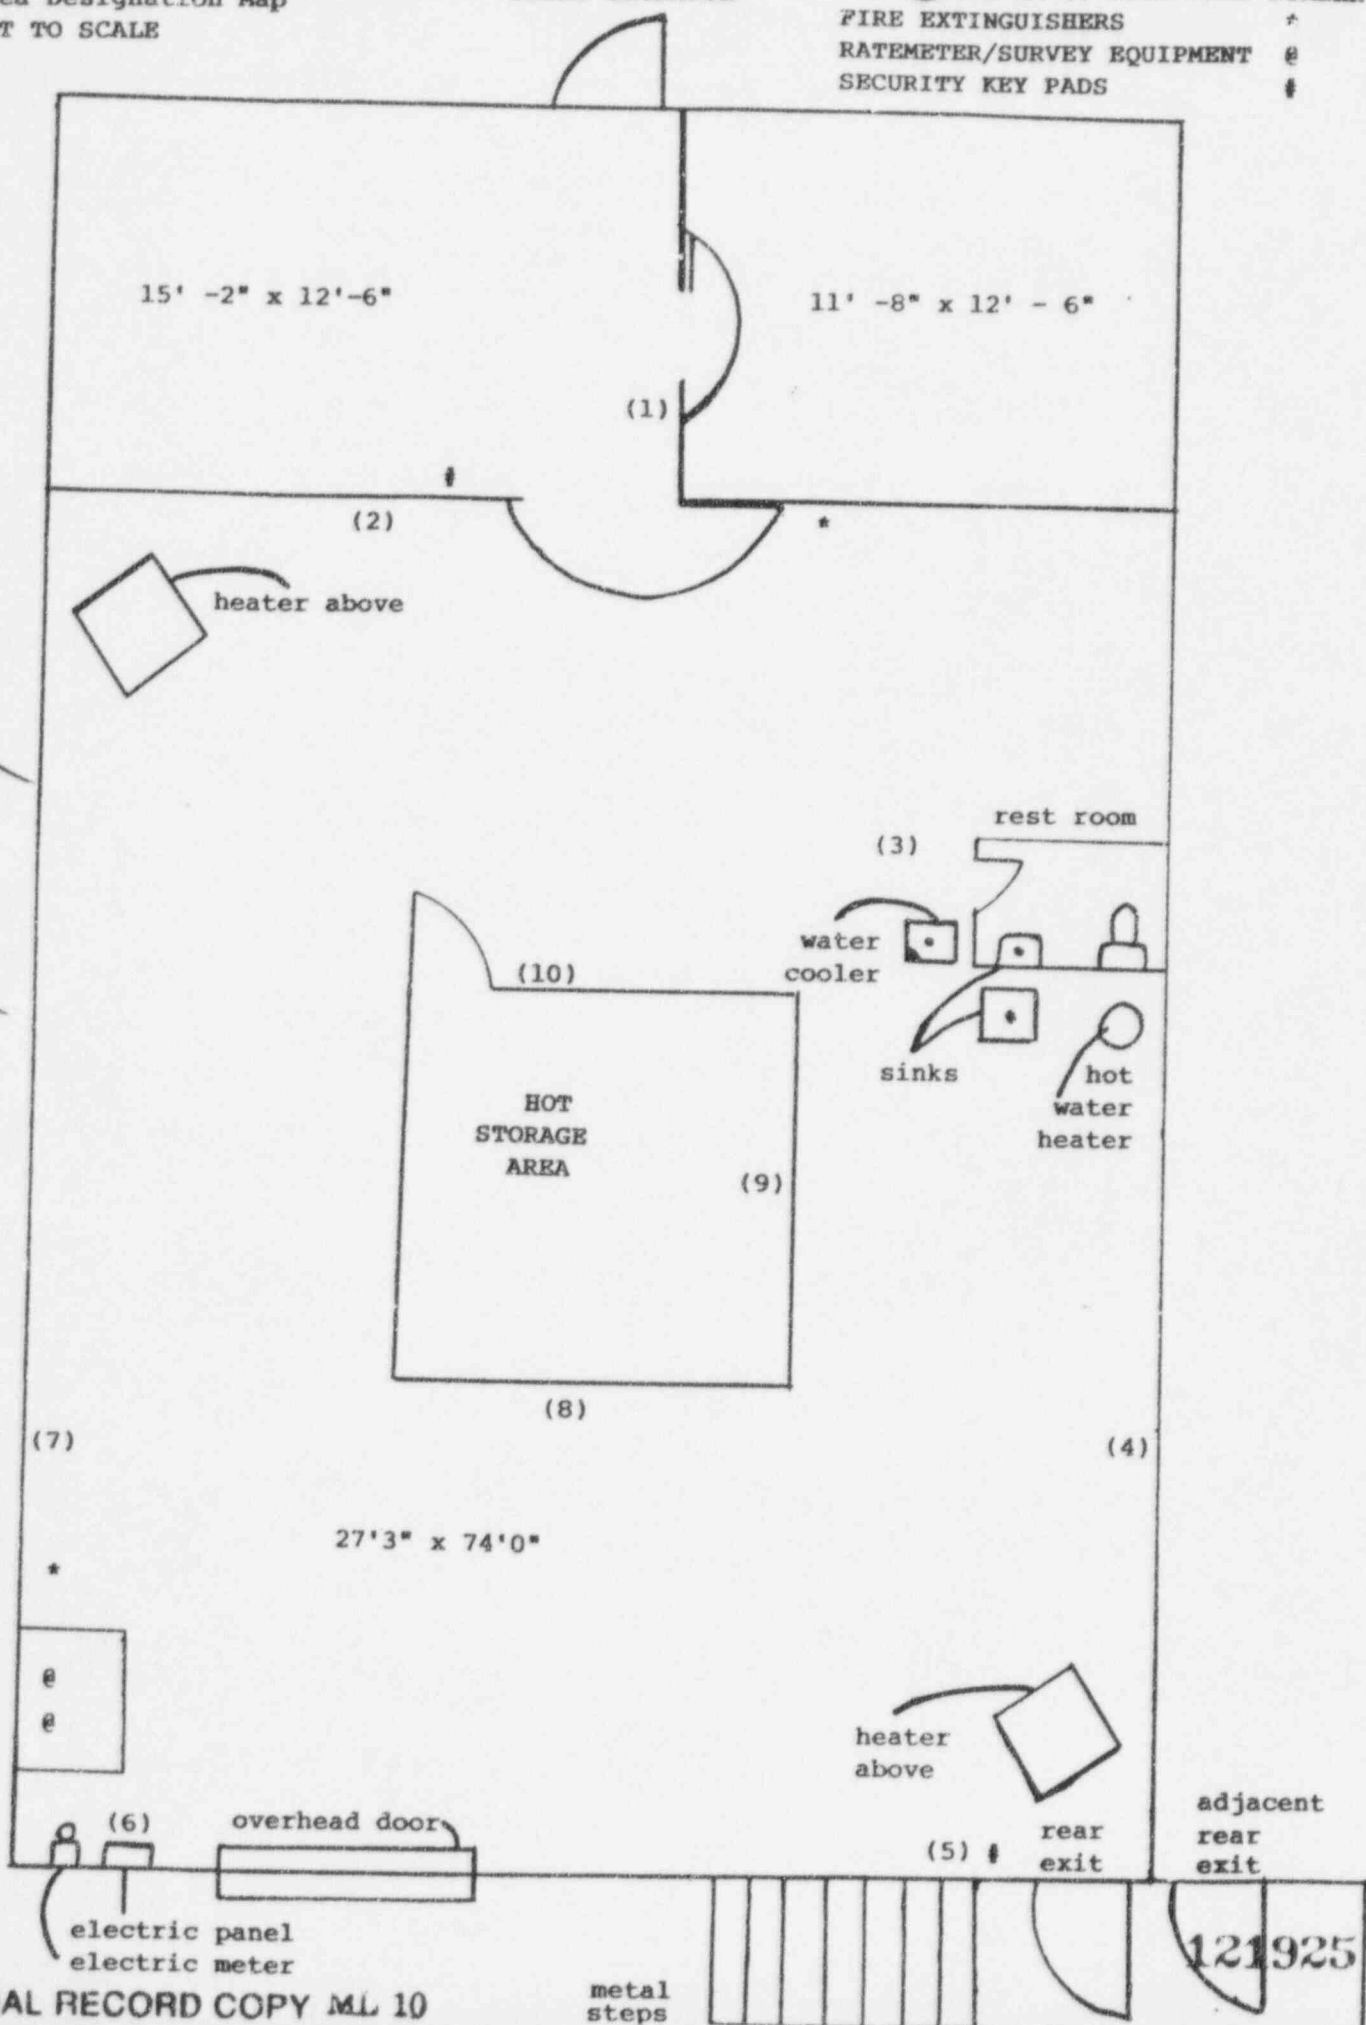 Designation Map
TO SCALE
FIRE EXTINGUISHERS *
RATEMETER/SURVEY EQUIPMENT @
SECURITY KEY PADS #
15' -2" x 12'-6"
11' -8" x 12' - 6"
(1)
#
(2)
*
heater above
rest room
(3)
water
cooler
(10)
sinks
hot
water
heater
HOT
STORAGE
AREA
(9)
(8)
(7)
(4)
27'3" x 74'0"
*
@
@
heater
above
adjacent
rear
exit
(6)
overhead door
(5) #
rear
exit
electric panel
electric meter
121925
metal
steps
RECORD COPY ML 10